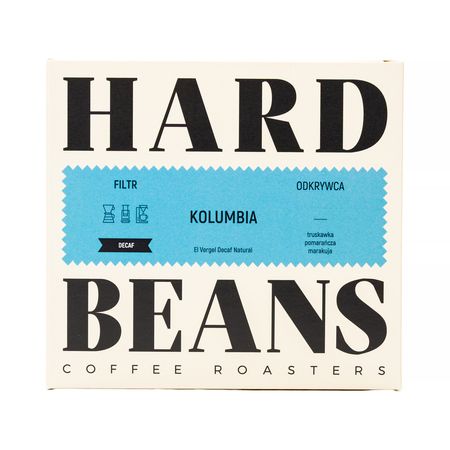 HARD
FILTR
ODKRYWCA
KOLUMBIA
truskawka
pomarańcza
marakuja
DECAF
El Vergel Decaf Natural
BEANS
COFFEE ROASTERS